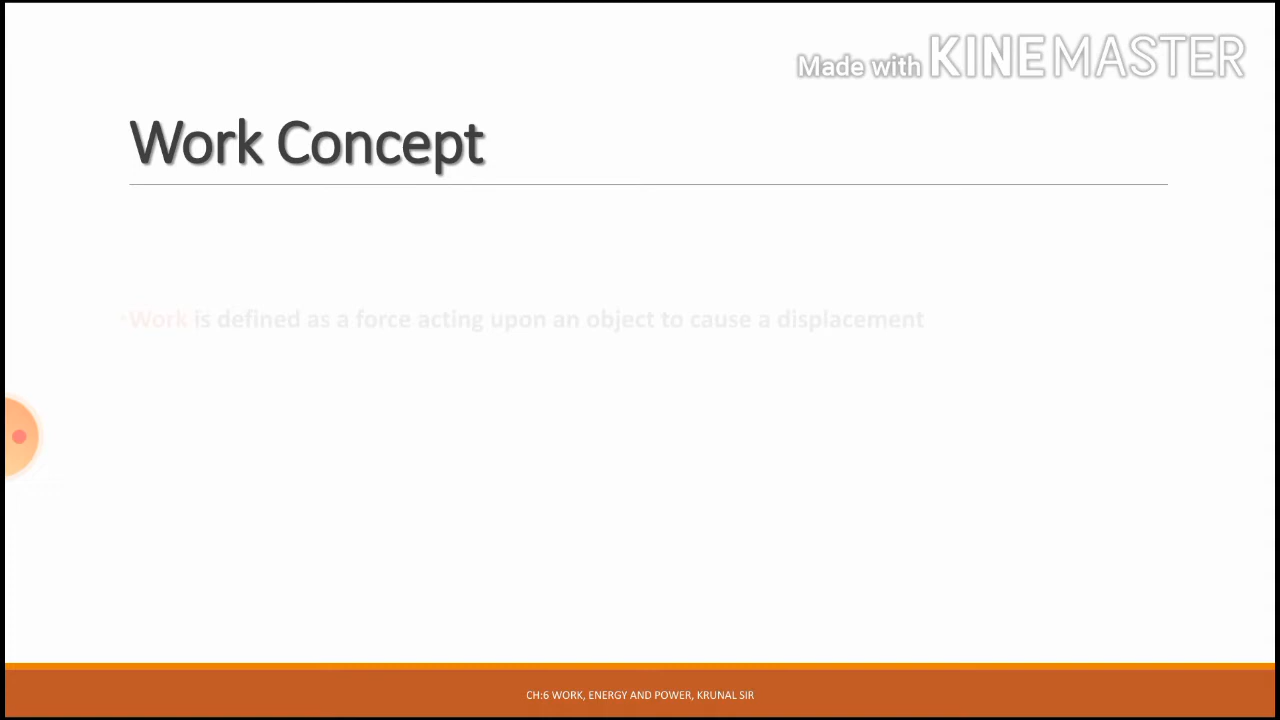 Made with KINEMASTER
Work Concept
•Work is defined as a force acting upon an object to cause a displacement
CH:6 WORK, ENERGY AND POWER, KRUNAL SIR